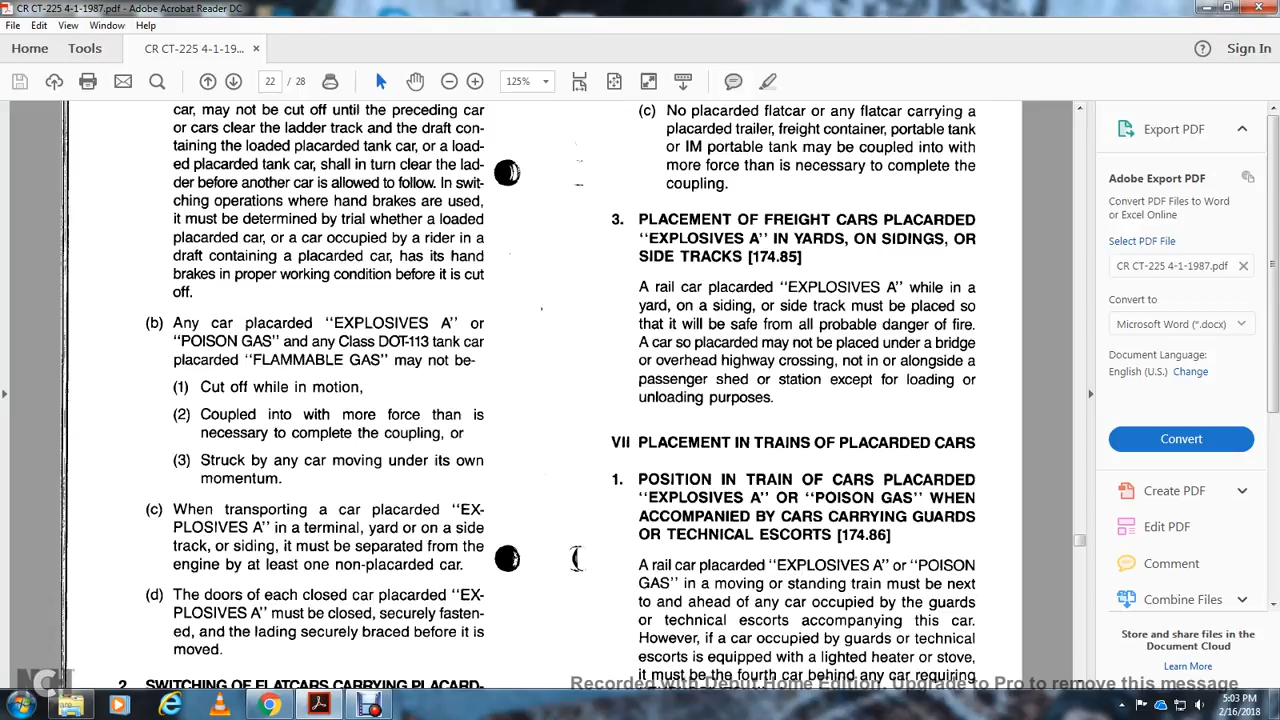 CR CT-225 4-1-1987.pdf - Adobe Acrobat Reader DC
File Edit View Window Help
Home Tools CR CT-225 4-1-19... × Sign In
22 / 28 125%
car, may not be cut off until the preceding car
or cars clear the ladder track and the draft con-
taining the loaded placarded tank car, or a load-
ed placarded tank car, shall in turn clear the lad-
der before another car is allowed to follow. In swit-
ching operations where hand brakes are used,
it must be determined by trial whether a loaded
placarded car, or a car occupied by a rider in a
draft containing a placarded car, has its hand
brakes in proper working condition before it is cut
off.
(b) Any car placarded ''EXPLOSIVES A'' or
''POISON GAS'' and any Class DOT-113 tank car
placarded ''FLAMMABLE GAS'' may not be-
(1) Cut off while in motion,
(2) Coupled into with more force than is
necessary to complete the coupling, or
(3) Struck by any car moving under its own
momentum.
(c) When transporting a car placarded ''EX-
PLOSIVES A'' in a terminal, yard or on a side
track, or siding, it must be separated from the
engine by at least one non-placarded car.
(d) The doors of each closed car placarded ''EX-
PLOSIVES A'' must be closed, securely fasten-
ed, and the lading securely braced before it is
moved.
2 SWITCHING OF FLATCARS CARRYING PLACARD-
(c) No placarded flatcar or any flatcar carrying a
placarded trailer, freight container, portable tank
or IM portable tank may be coupled into with
more force than is necessary to complete the
coupling.
3. PLACEMENT OF FREIGHT CARS PLACARDED
''EXPLOSIVES A'' IN YARDS, ON SIDINGS, OR
SIDE TRACKS [174.85]
A rail car placarded ''EXPLOSIVES A'' while in a
yard, on a siding, or side track must be placed so
that it will be safe from all probable danger of fire.
A car so placarded may not be placed under a bridge
or overhead highway crossing, not in or alongside a
passenger shed or station except for loading or
unloading purposes.
VII PLACEMENT IN TRAINS OF PLACARDED CARS
1. POSITION IN TRAIN OF CARS PLACARDED
''EXPLOSIVES A'' OR ''POISON GAS'' WHEN
ACCOMPANIED BY CARS CARRYING GUARDS
OR TECHNICAL ESCORTS [174.86]
A rail car placarded ''EXPLOSIVES A'' or ''POISON
GAS'' in a moving or standing train must be next
to and ahead of any car occupied by the guards
or technical escorts accompanying this car.
However, if a car occupied by guards or technical
escorts is equipped with a lighted heater or stove,
it must be the fourth car behind any car requiring
Export PDF
Adobe Export PDF
Convert PDF Files to Word
or Excel Online
Select PDF File
CR CT-225 4-1-1987.pdf ×
Convert to
Microsoft Word (*.docx)
Document Language:
English (U.S.) Change
Convert
Create PDF
Edit PDF
Comment
Combine Files
Store and share files in the
Document Cloud
Learn More
NCH
Recorded with Debut Home Edition. Upgrade to Pro to remove this message
5:03 PM
2/16/2018